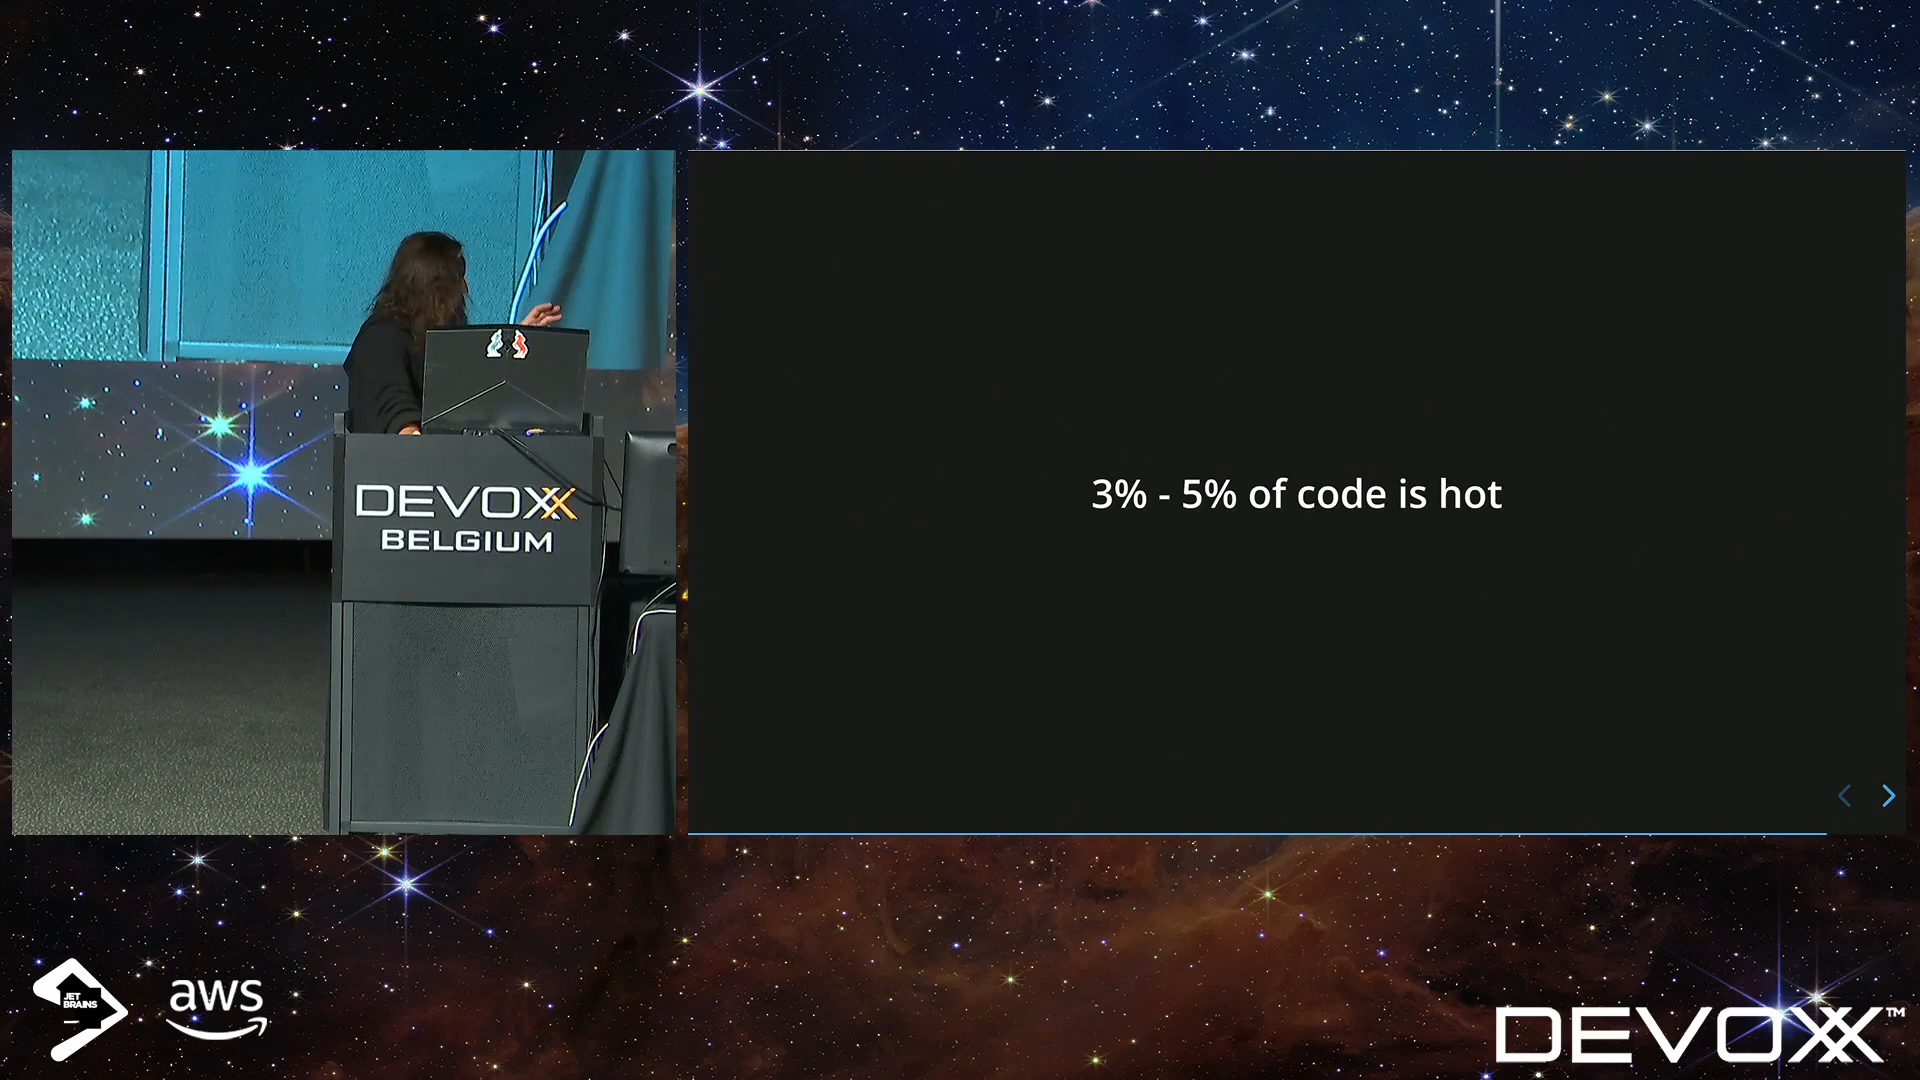 DEVOXX
BELGIUM
3% - 5% of code is hot
JET
BRAINS
aws
DEVOXX™